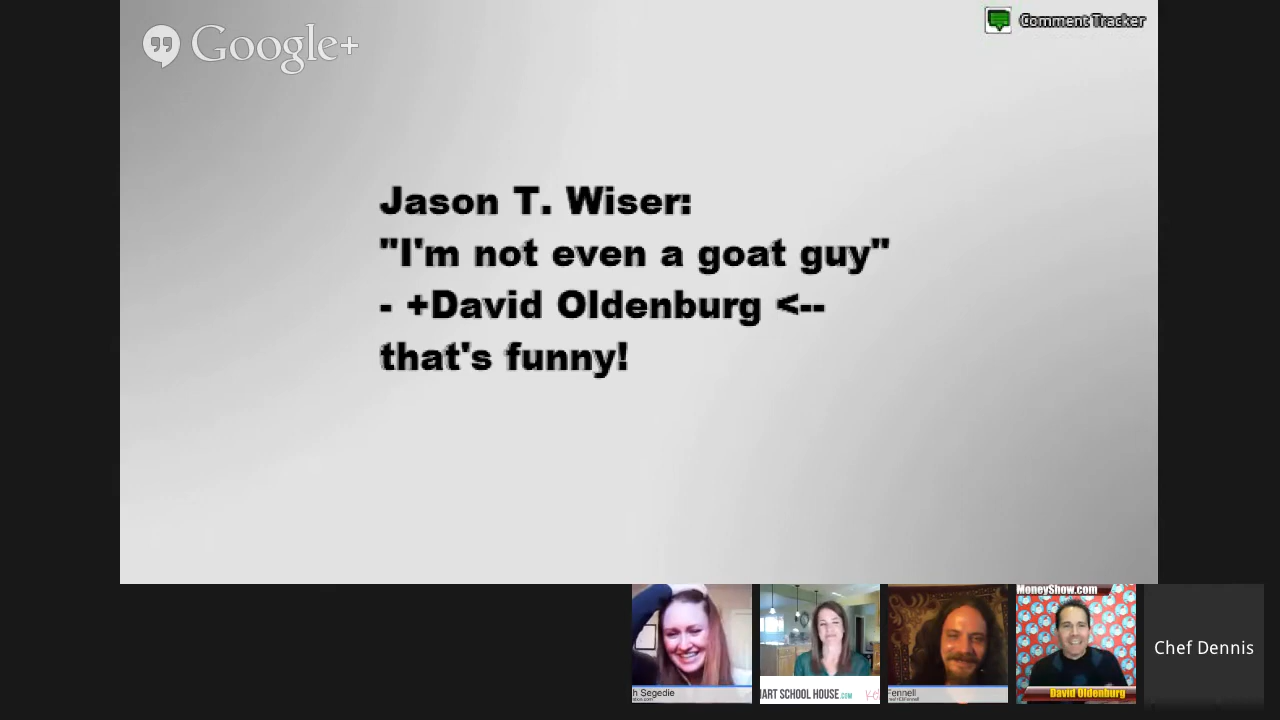 Google+
Comment Tracker
Jason T. Wiser:
"I'm not even a goat guy"
- +David Oldenburg <--
that's funny!
MoneyShow.com
Chef Dennis
h Segedie
MART SCHOOL HOUSE.COM
Fennell
David Oldenburg